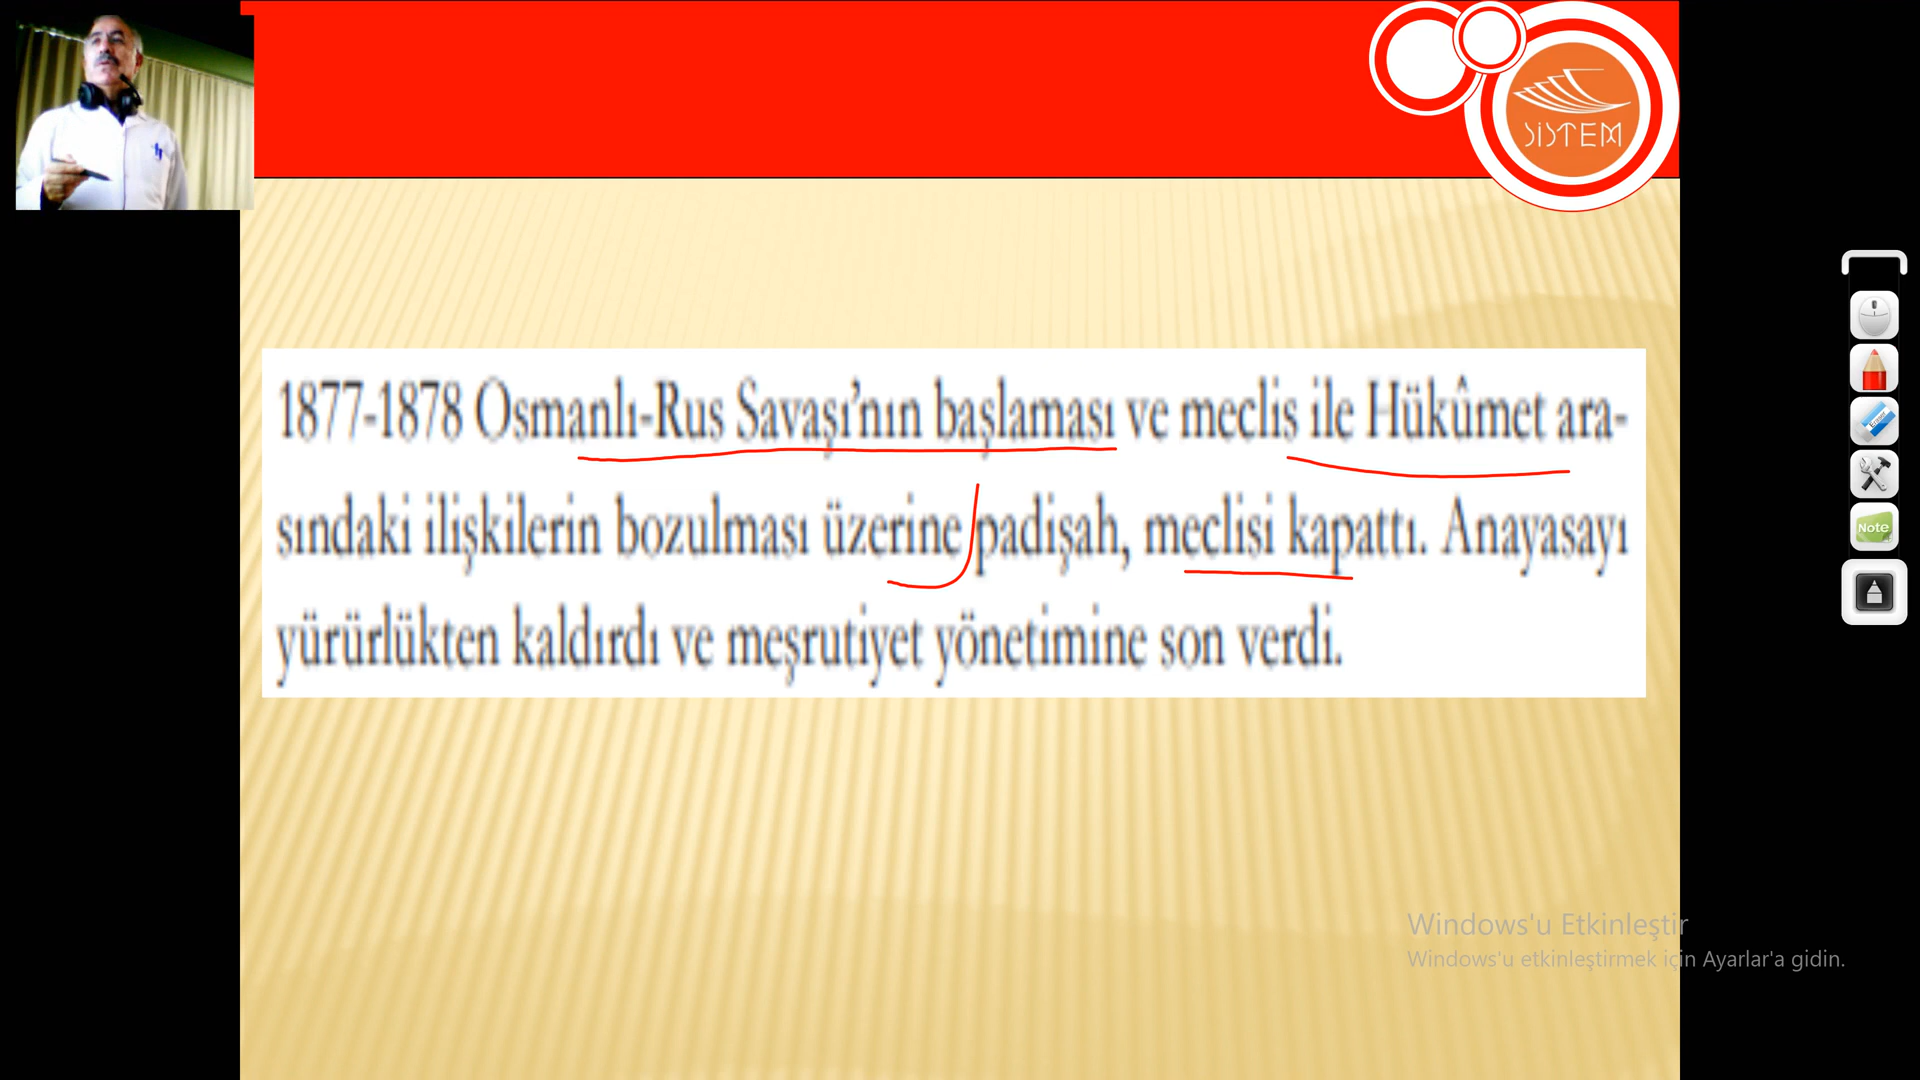 SİSTEM
1877-1878 Osmanlı-Rus Savaşı’nın başlaması ve meclis ile Hükûmet ara-
sındaki ilişkilerin bozulması üzerine padişah, meclisi kapattı. Anayasayı
yürürlükten kaldırdı ve meşrutiyet yönetimine son verdi.
Note
Windows'u Etkinleştir
Windows'u etkinleştirmek için Ayarlar'a gidin.